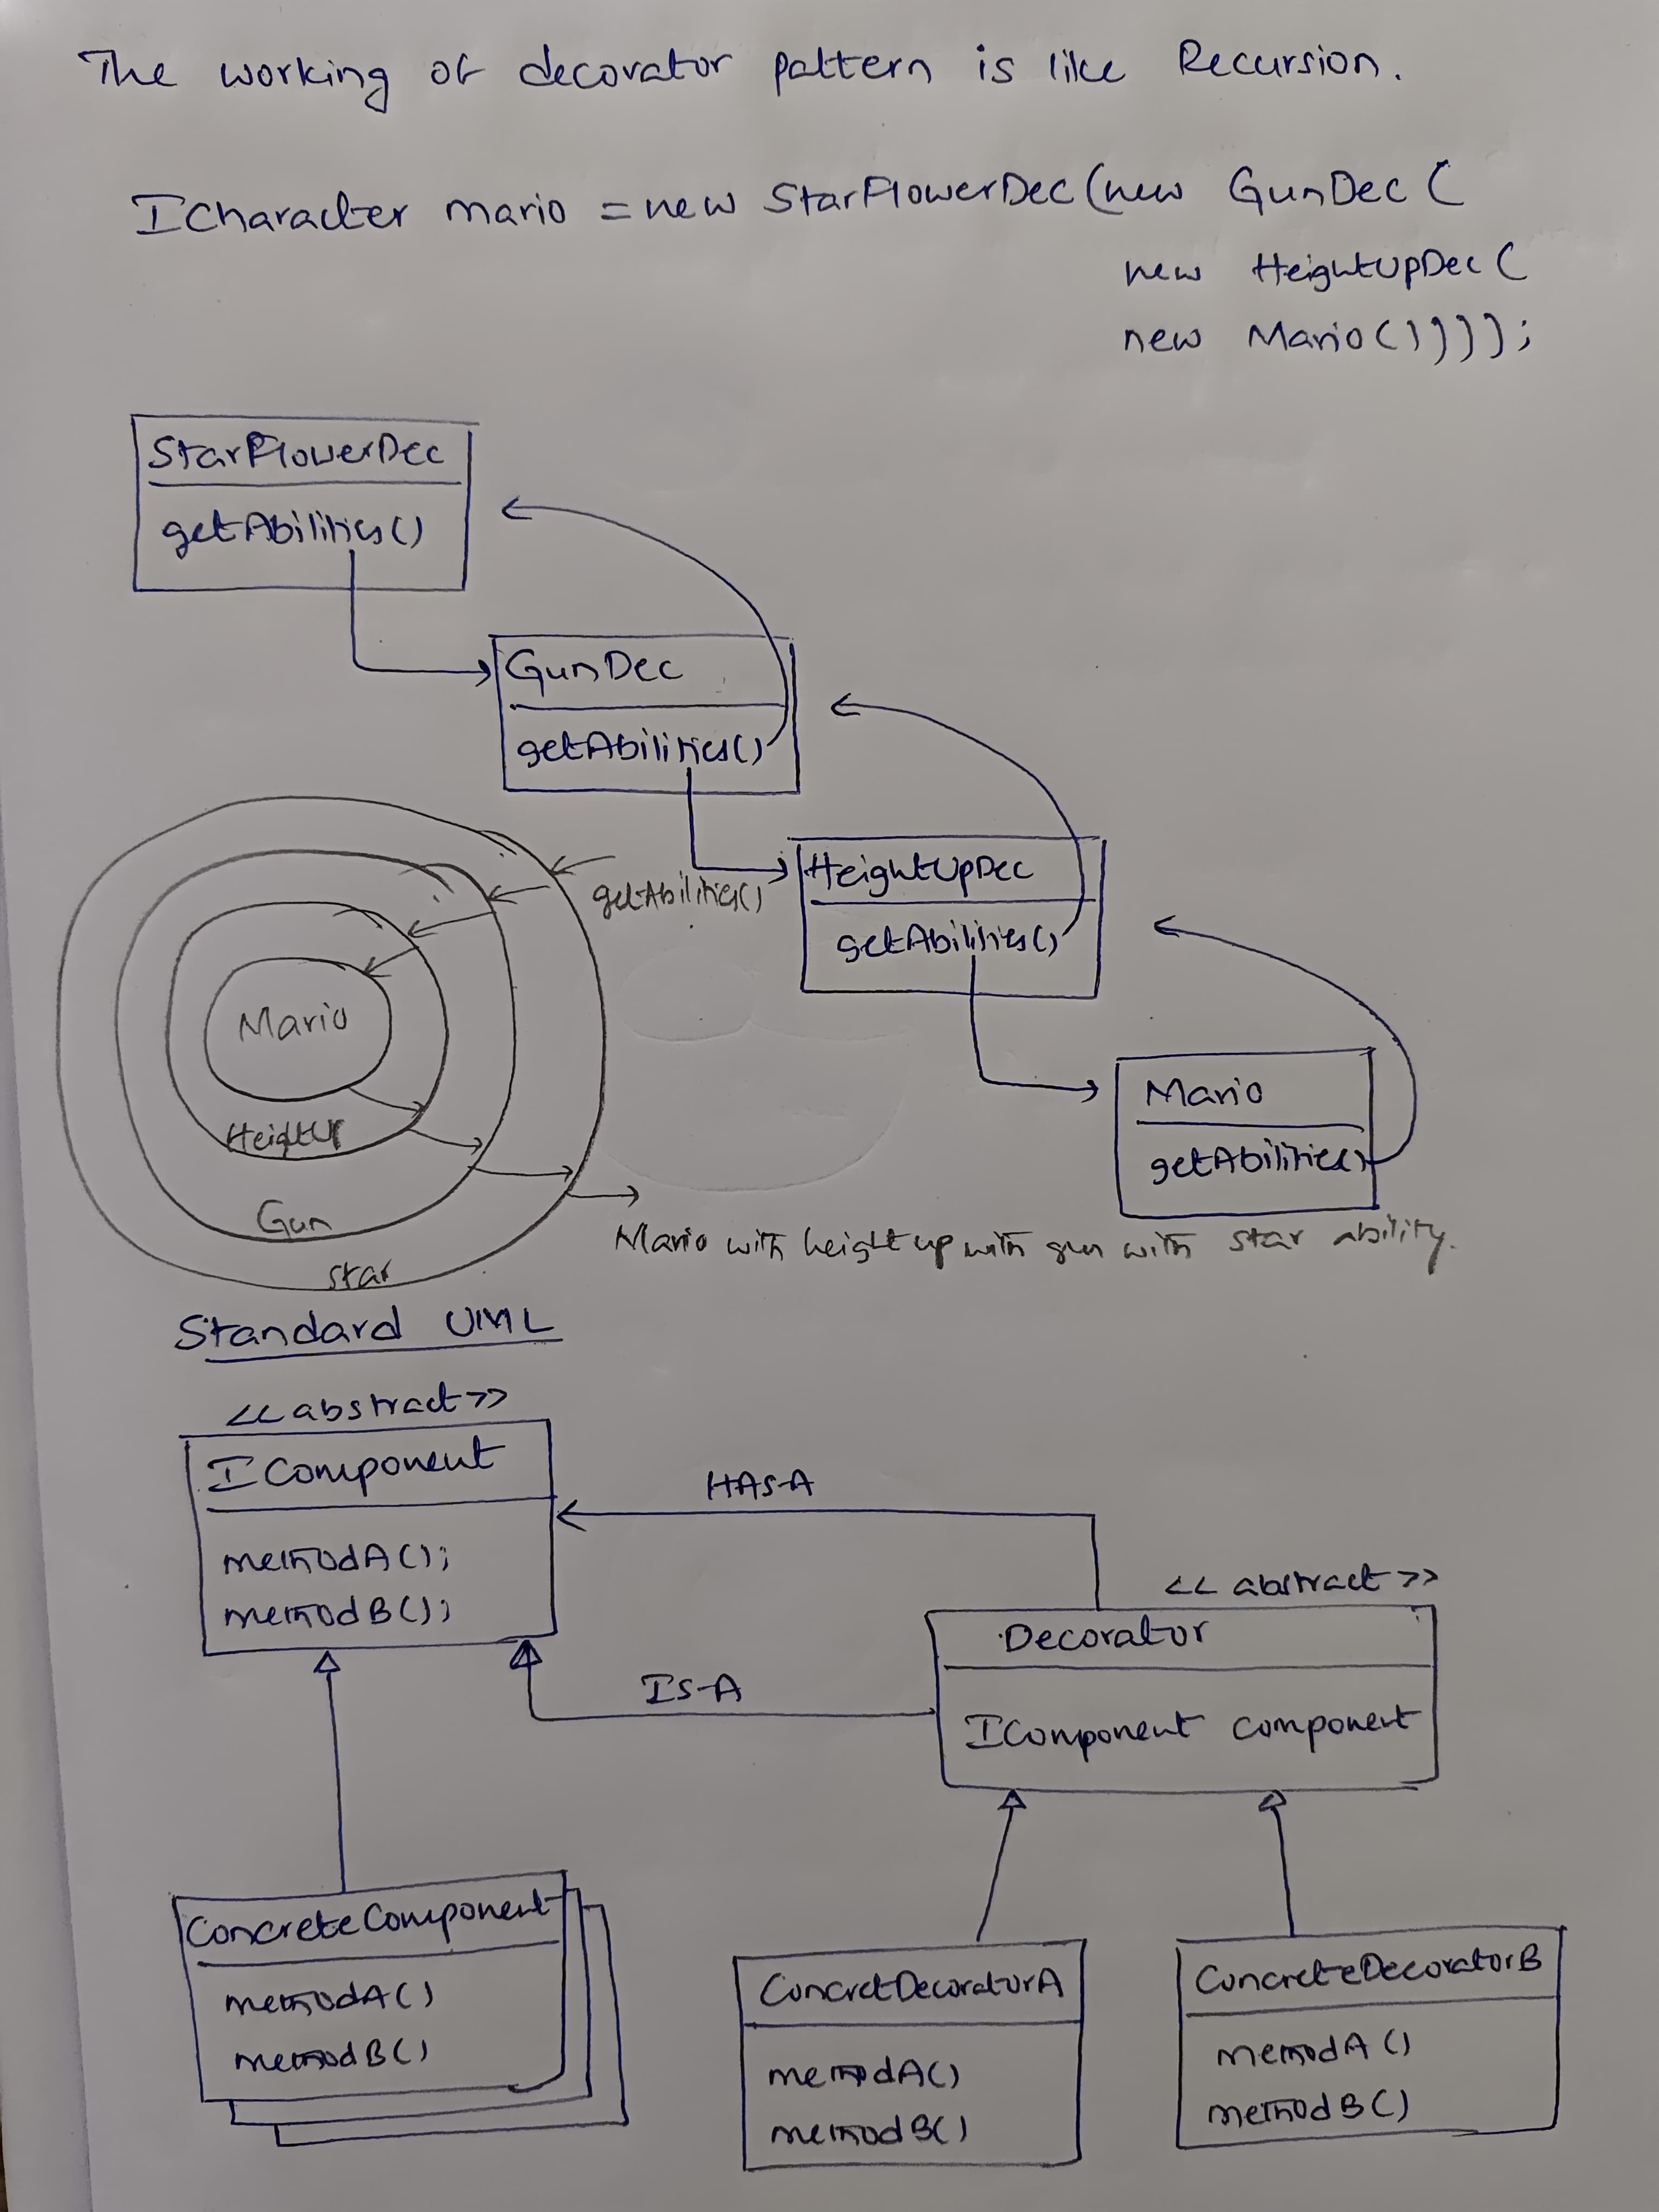 The working of decorator pattern is like Recursion.
ICharacter mario = new StarFlowerDec(new GunDec(
new HeightUpDec(
new Mario())));
StarFlowerDec
getAbilities()
GunDec
getAbilities()
HeightUpDec
getAbilities()
getAbilities()
Mario
HeightUp
Gun
star
Mario
getAbilities()
Mario with height up with gun with star ability.
Standard UML
<<abstract>>
IComponent
methodA();
methodB();
HAS-A
IS-A
<< abstract >>
Decorator
IComponent component
ConcreteComponent
methodA()
methodB()
ConcretDecoratorA
methodA()
methodB()
ConcreteDecoratorB
methodA()
methodB()